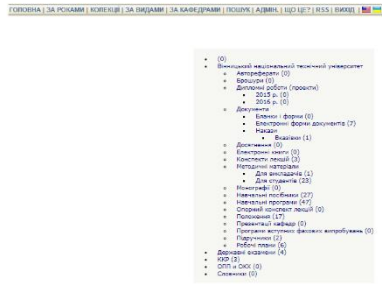 ГОЛОВНА | ЗА РОКАМИ | КОЛЕКЦІЇ | ЗА ВИДАМИ | ЗА КАФЕДРАМИ | ПОШУК | АДМІН. | ЩО ЦЕ? | RSS | ВИХІД |
(0)
Вінницький національний технічний університет
Автореферати (0)
Брошури (0)
Дипломні роботи (проекти)
2015 р. (0)
2016 р. (0)
Документи
Бланки і форми (0)
Електронні форми документів (7)
Накази
Вказівки (1)
Досягнення (0)
Електронні книги (0)
Конспекти лекцій (3)
Методичні матеріали
Для викладачів (1)
Для студентів (23)
Монографії (0)
Навчальні посібники (27)
Навчальні програми (47)
Опорний конспект лекцій (0)
Положення (17)
Презентації кафедр (0)
Програми вступних фахових випробувань (0)
Підручники (2)
Робочі плани (6)
Державні екзамени (4)
ККР (3)
ОПП и ОКХ (0)
Словники (0)